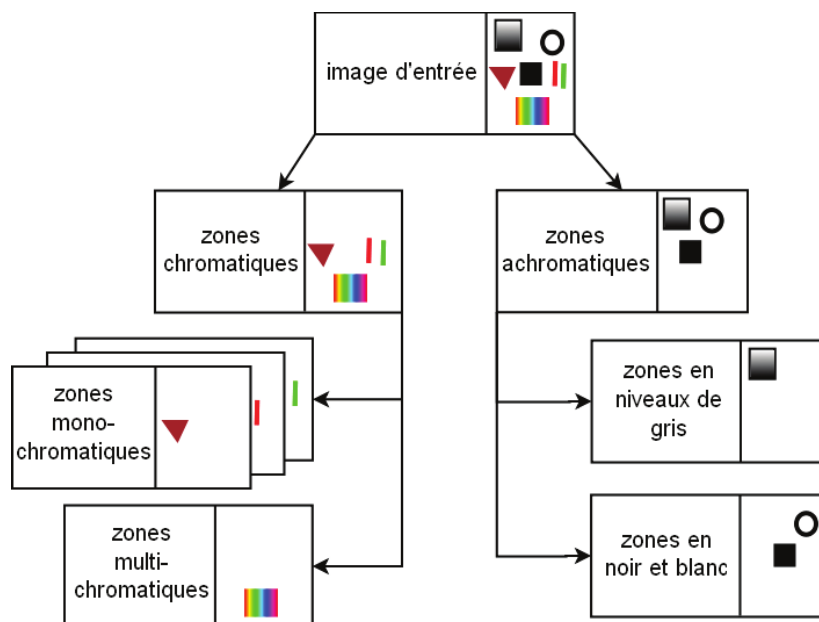 image d'entrée
zones
chromatiques
zones
achromatiques
zones
mono-
chromatiques
zones
multi-
chromatiques
zones en
niveaux de
gris
zones en
noir et blanc